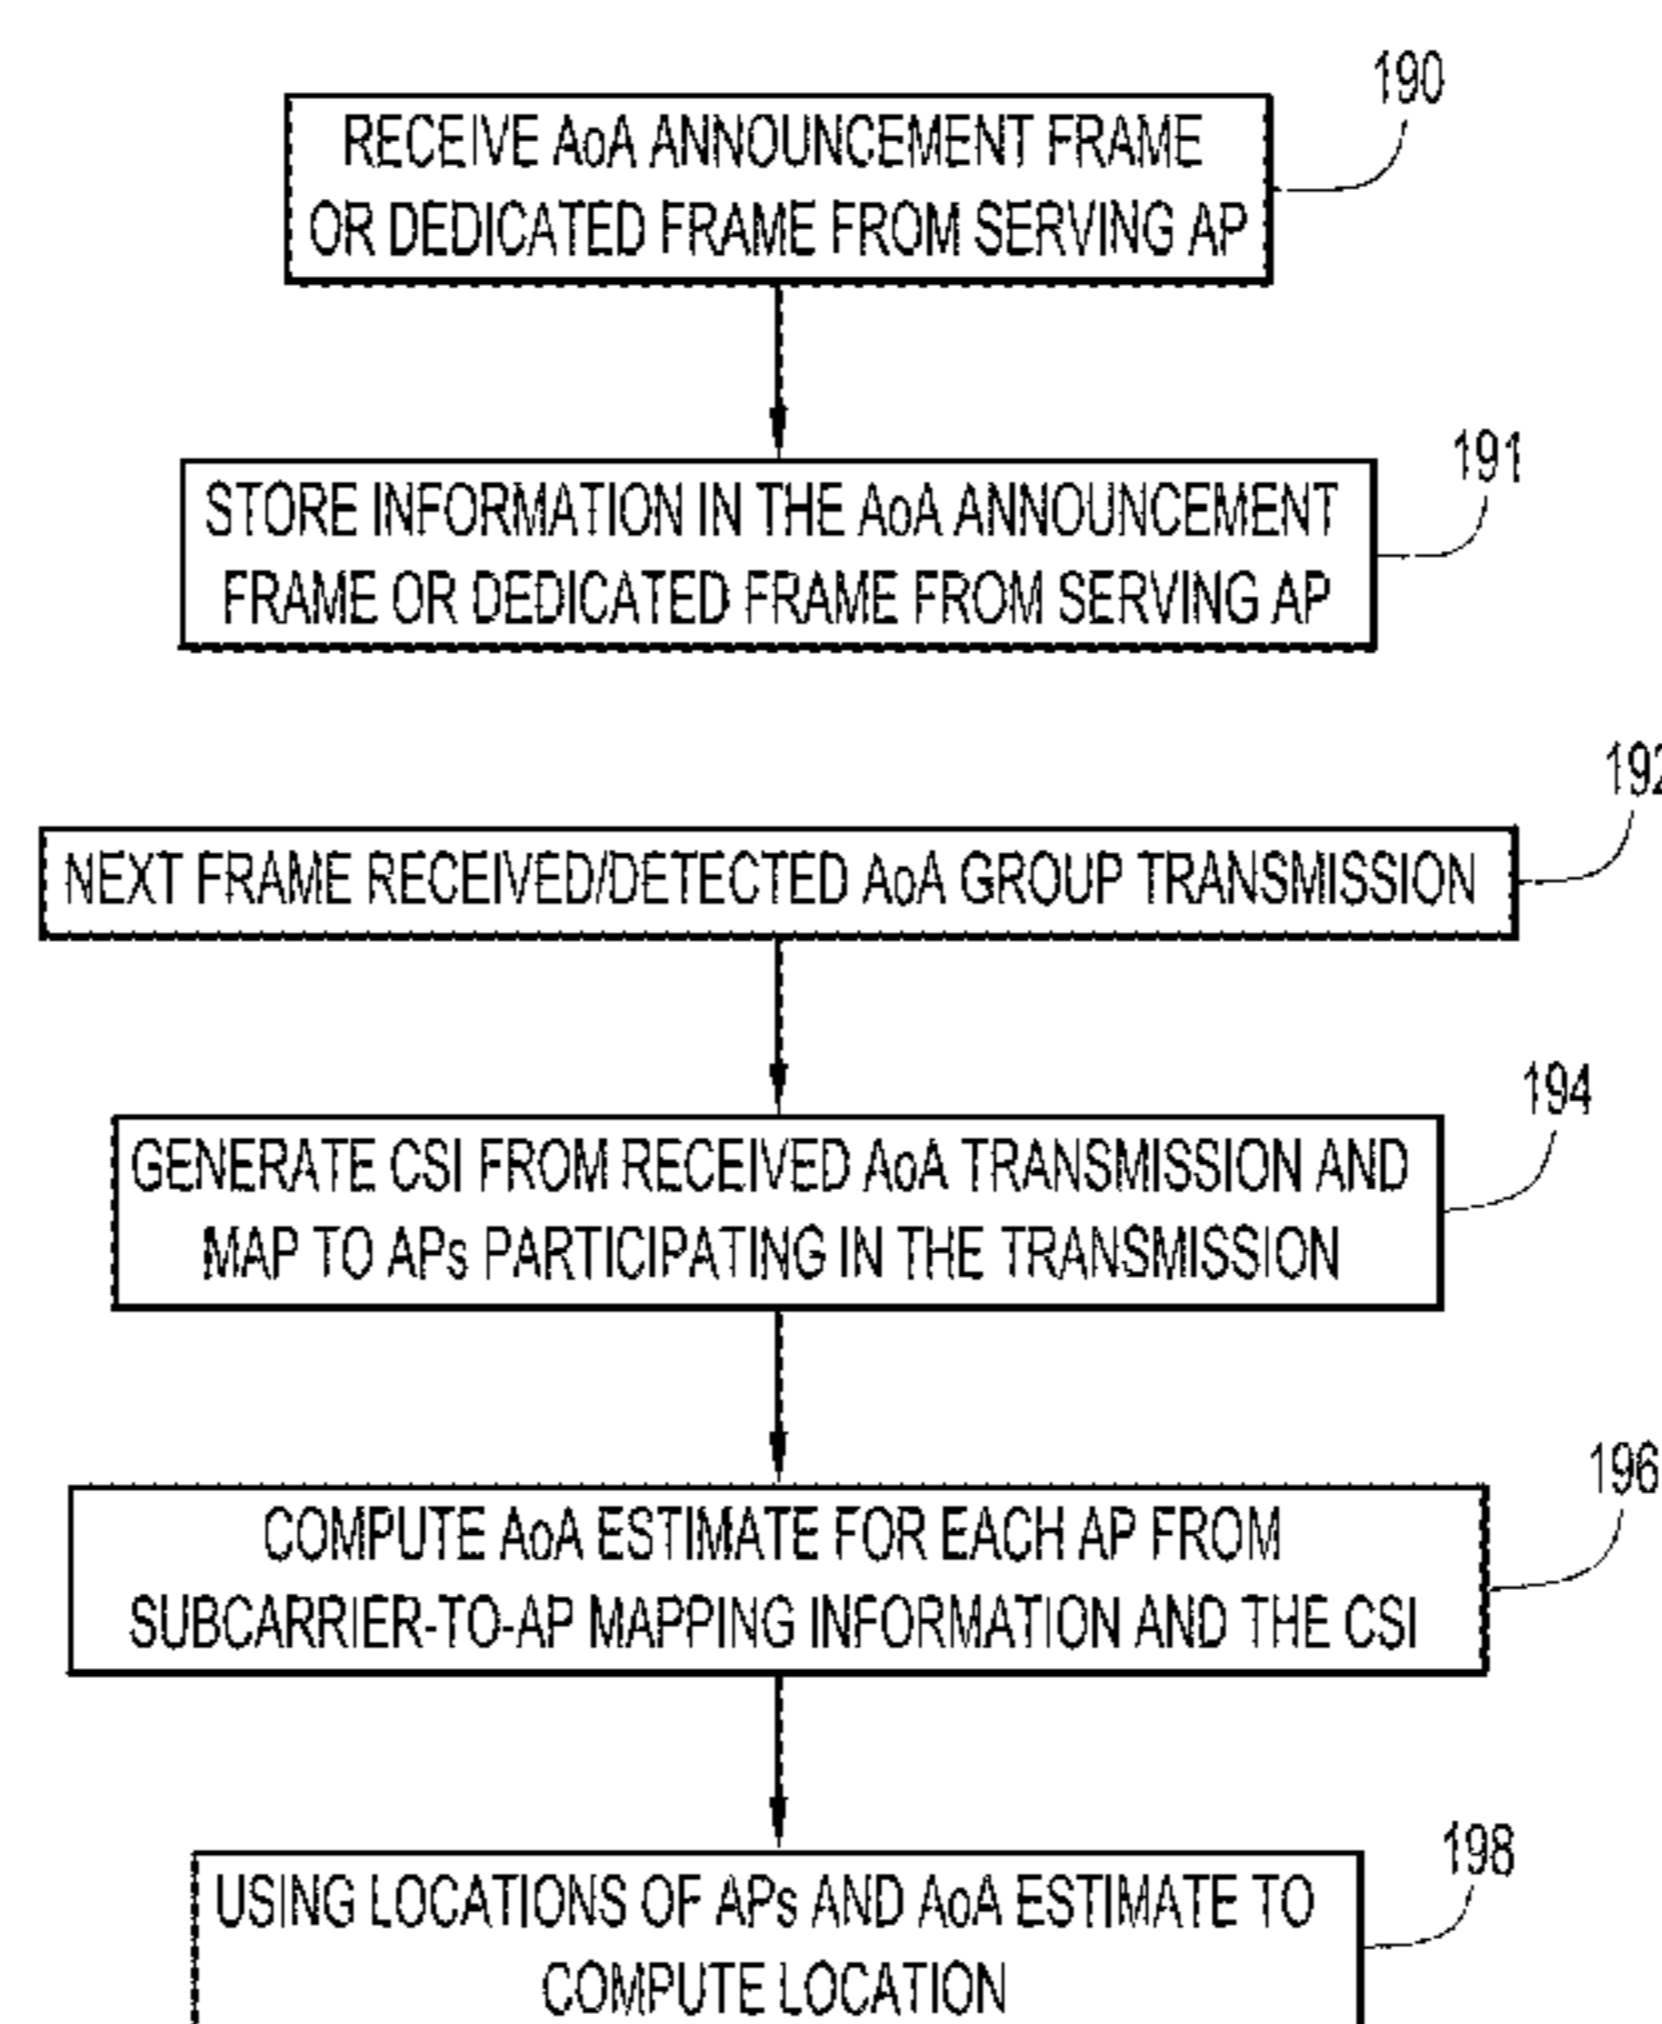 190
RECEIVE AoA ANNOUNCEMENT FRAME
OR DEDICATED FRAME FROM SERVING AP
191
STORE INFORMATION IN THE AoA ANNOUNCEMENT
FRAME OR DEDICATED FRAME FROM SERVING AP
192
NEXT FRAME RECEIVED/DETECTED AoA GROUP TRANSMISSION
194
GENERATE CSI FROM RECEIVED AoA TRANSMISSION AND
MAP TO APs PARTICIPATING IN THE TRANSMISSION
196
COMPUTE AoA ESTIMATE FOR EACH AP FROM
SUBCARRIER-TO-AP MAPPING INFORMATION AND THE CSI
198
USING LOCATIONS OF APs AND AoA ESTIMATE TO
COMPUTE LOCATION